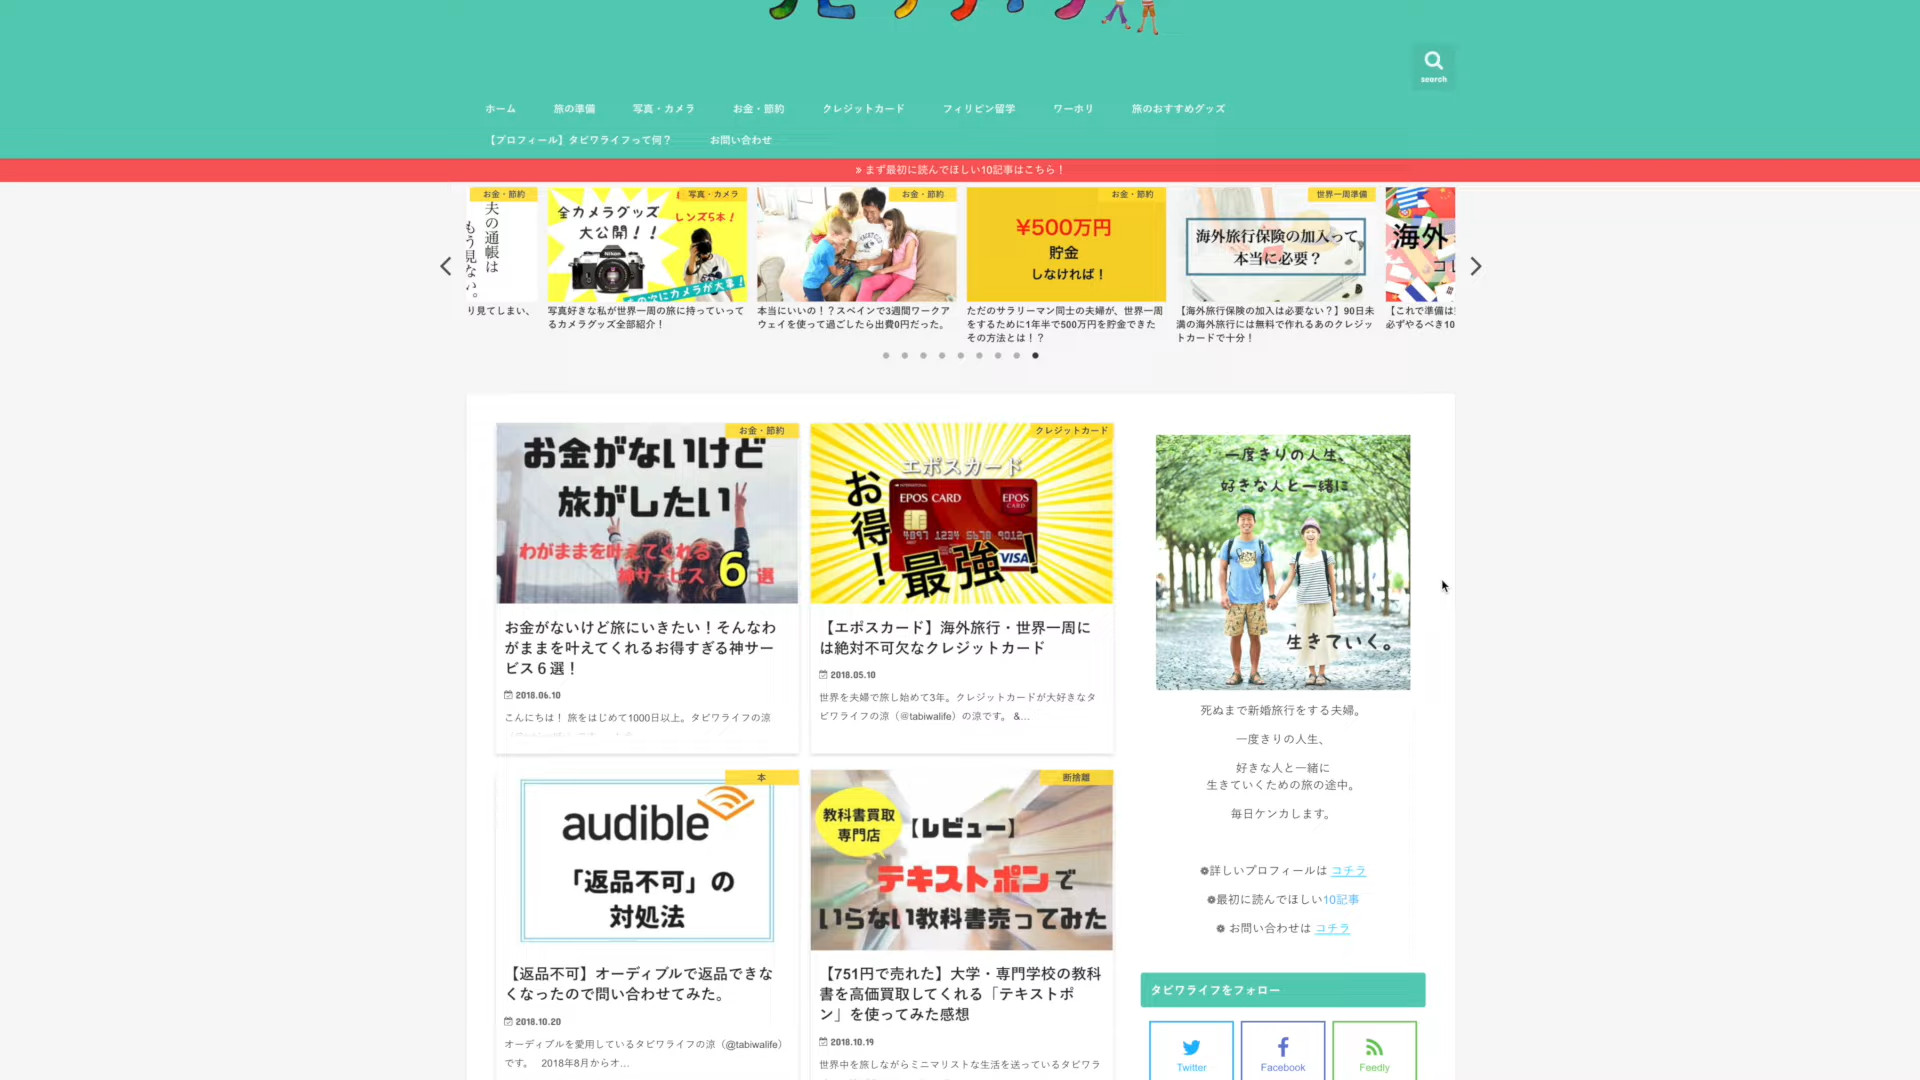 search
ホーム 旅の準備 写真・カメラ お金・節約 クレジットカード フィリピン留学 ワーホリ 旅のおすすめグッズ
【プロフィール】タビワライフって何？ お問い合わせ
» まず最初に読んでほしい10記事はこちら！
お金・節約
夫の通帳は
もう見ない。
り見てしまい、
写真・カメラ
全カメラグッズ
大公開！！
レンズ5本！
Nikon
の次にカメラが大事！
写真好きな私が世界一周の旅に持っていって
るカメラグッズ全部紹介！
お金・節約
本当にいいの！？スペインで3週間ワークア
ウェイを使って過ごしたら出費0円だった。
お金・節約
¥500万円
貯金
しなければ！
ただのサラリーマン同士の夫婦が、世界一周
をするために1年半で500万円を貯金できた
その方法とは！？
世界一周準備
海外旅行保険の加入って
本当に必要？
【海外旅行保険の加入は必要ない？】90日未
満の海外旅行には無料で作れるあのクレジッ
トカードで十分！
海外
コ
【これで準備は
必ずやるべき10
お金・節約
お金がないけど
旅がしたい
わがままを叶えてくれる
神サービス6選
お金がないけど旅にいきたい！そんなわ
がままを叶えてくれるお得すぎる神サー
ビス６選！
2018.06.10
こんにちは！ 旅をはじめて1000日以上。タビワライフの涼
クレジットカード
エポスカード
お得！
EPOS CARD
EPOS
CARD
4897 1234 5678 9012
VISA
最強！
【エポスカード】海外旅行・世界一周に
は絶対不可欠なクレジットカード
2018.05.10
世界を夫婦で旅し始めて3年。クレジットカードが大好きなタ
ビワライフの涼（@tabiwalife）の涼です。 &...
本
audible
「返品不可」の
対処法
【返品不可】オーディブルで返品できな
くなったので問い合わせてみた。
2018.10.20
オーディブルを愛用しているタビワライフの涼（@tabiwalife）
です。 2018年8月からオ...
断捨離
教科書買取
専門店
【レビュー】
テキストポンで
いらない教科書売ってみた
【751円で売れた】大学・専門学校の教科
書を高価買取してくれる「テキストポ
ン」を使ってみた感想
2018.10.19
世界中を旅しながらミニマリストな生活を送っているタビワラ
一度きりの人生、
好きな人と一緒に
生きていく。
死ぬまで新婚旅行をする夫婦。
一度きりの人生、
好きな人と一緒に
生きていくための旅の途中。
毎日ケンカします。
❁詳しいプロフィールは コチラ
❁最初に読んでほしい10記事
❁ お問い合わせは コチラ
タビワライフをフォロー
Twitter
Facebook
Feedly